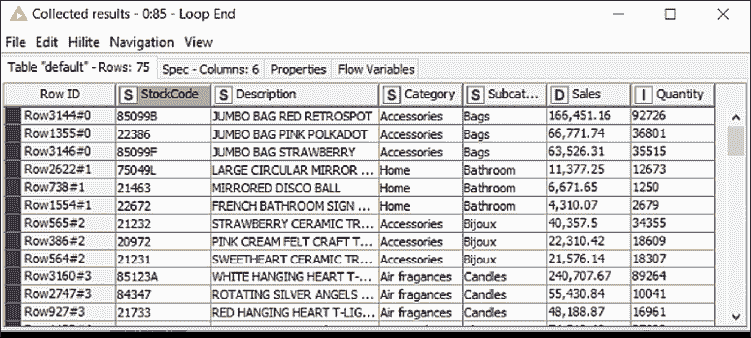 Collected results - 0:85 - Loop End
File Edit Hilite Navigation View
Table "default" - Rows: 75 Spec - Columns: 6 Properties Flow Variables
Row ID S StockCode S Description S Category S Subcat... D Sales I Quantity
Row3144#0 85099B JUMBO BAG RED RETROSPOT Accessories Bags 166,451.16 92726
Row1355#0 22386 JUMBO BAG PINK POLKADOT Accessories Bags 66,771.74 36801
Row3146#0 85099F JUMBO BAG STRAWBERRY Accessories Bags 63,526.31 35515
Row2622#1 75049L LARGE CIRCULAR MIRROR ... Home Bathroom 11,377.25 12673
Row738#1 21463 MIRRORED DISCO BALL Home Bathroom 6,671.65 1250
Row1554#1 22672 FRENCH BATHROOM SIGN ... Home Bathroom 4,310.07 2679
Row565#2 21232 STRAWBERRY CERAMIC TR... Accessories Bijoux 40,357.5 34355
Row386#2 20972 PINK CREAM FELT CRAFT T... Accessories Bijoux 22,310.42 18609
Row564#2 21231 SWEETHEART CERAMIC TR... Accessories Bijoux 21,576.14 18307
Row3160#3 85123A WHITE HANGING HEART T-... Air fragances Candles 240,707.67 89264
Row2747#3 84347 ROTATING SILVER ANGELS ... Air fragances Candles 55,430.84 10041
Row927#3 21733 RED HANGING HEART T-LIG... Air fragances Candles 48,188.87 16961